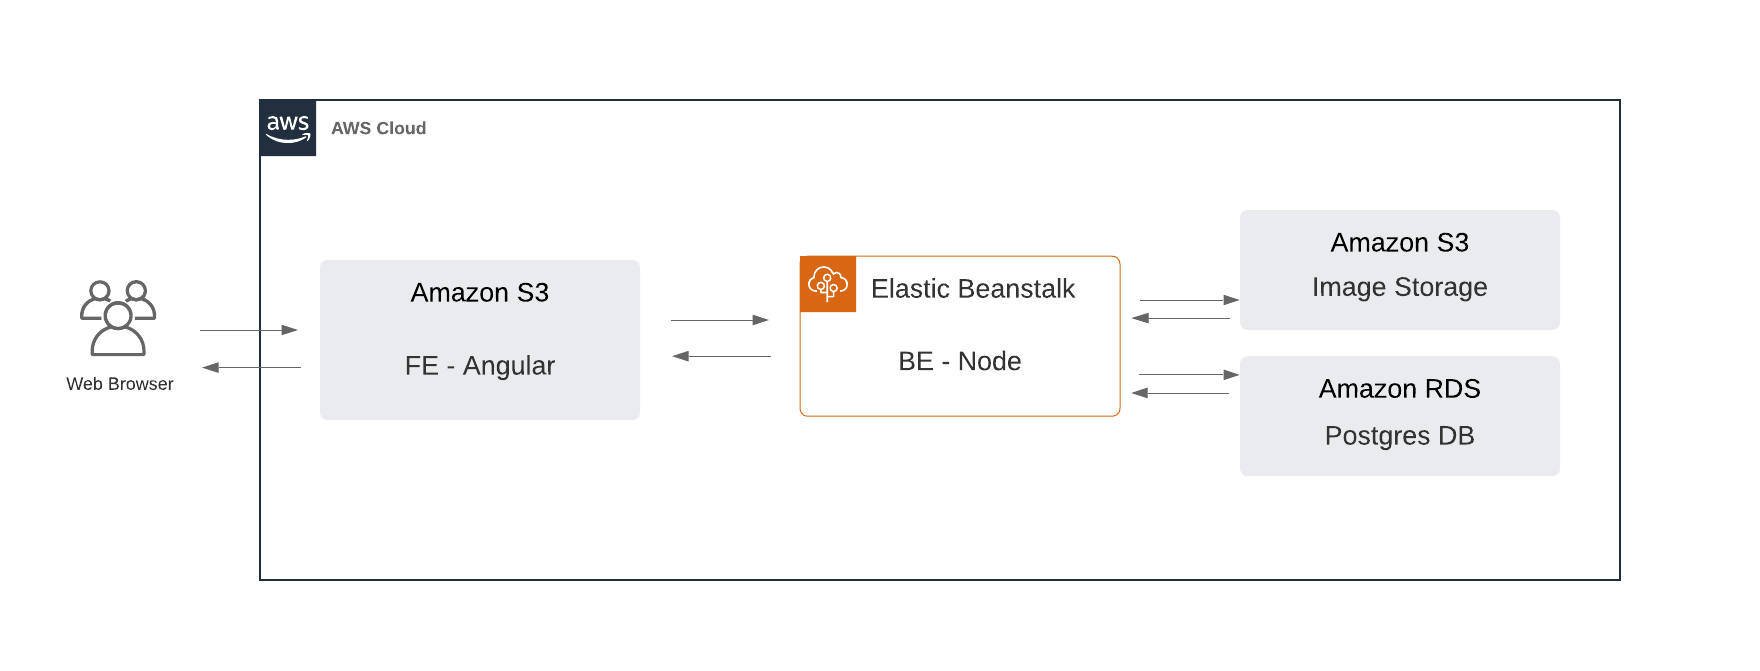 aws
AWS Cloud
Amazon S3
FE - Angular
Elastic Beanstalk
BE - Node
Amazon S3
Image Storage
Amazon RDS
Postgres DB
Web Browser